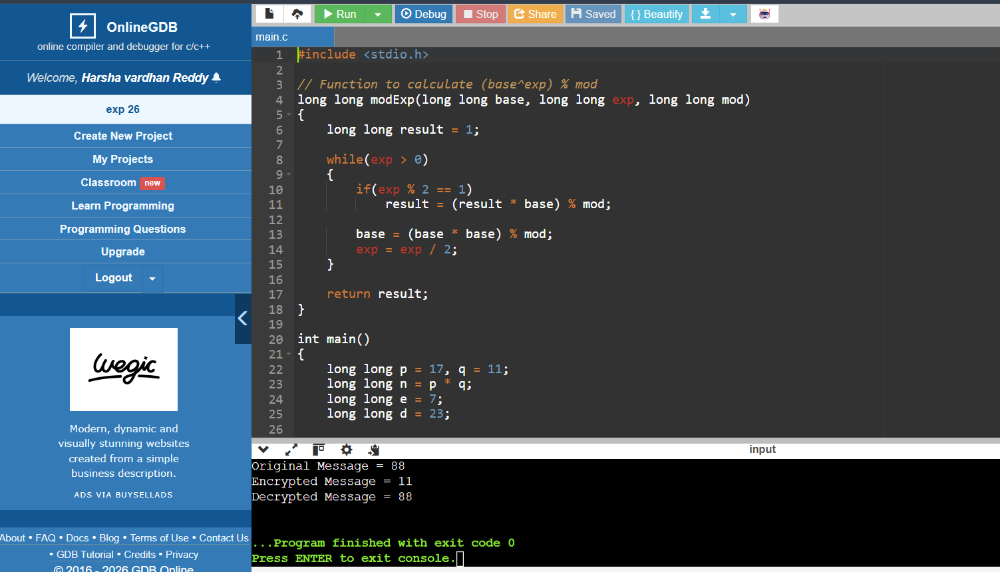 OnlineGDB
online compiler and debugger for c/c++
Welcome, Harsha vardhan Reddy
exp 26
Create New Project
My Projects
Classroom new
Learn Programming
Programming Questions
Upgrade
Logout
wegic
Modern, dynamic and
visually stunning websites
created from a simple
business description.
ADS VIA BUYSELLADS
About • FAQ • Docs • Blog • Terms of Use • Contact Us
• GDB Tutorial • Credits • Privacy
© 2016 - 2026 GDB Online
Run Debug Stop Share Saved { } Beautify
main.c
1 #include <stdio.h>
2
3 // Function to calculate (base^exp) % mod
4 long long modExp(long long base, long long exp, long long mod)
5 {
6     long long result = 1;
7
8     while(exp > 0)
9     {
10         if(exp % 2 == 1)
11             result = (result * base) % mod;
12
13         base = (base * base) % mod;
14         exp = exp / 2;
15     }
16
17     return result;
18 }
19
20 int main()
21 {
22     long long p = 17, q = 11;
23     long long n = p * q;
24     long long e = 7;
25     long long d = 23;
26
input
Original Message = 88
Encrypted Message = 11
Decrypted Message = 88
...Program finished with exit code 0
Press ENTER to exit console.